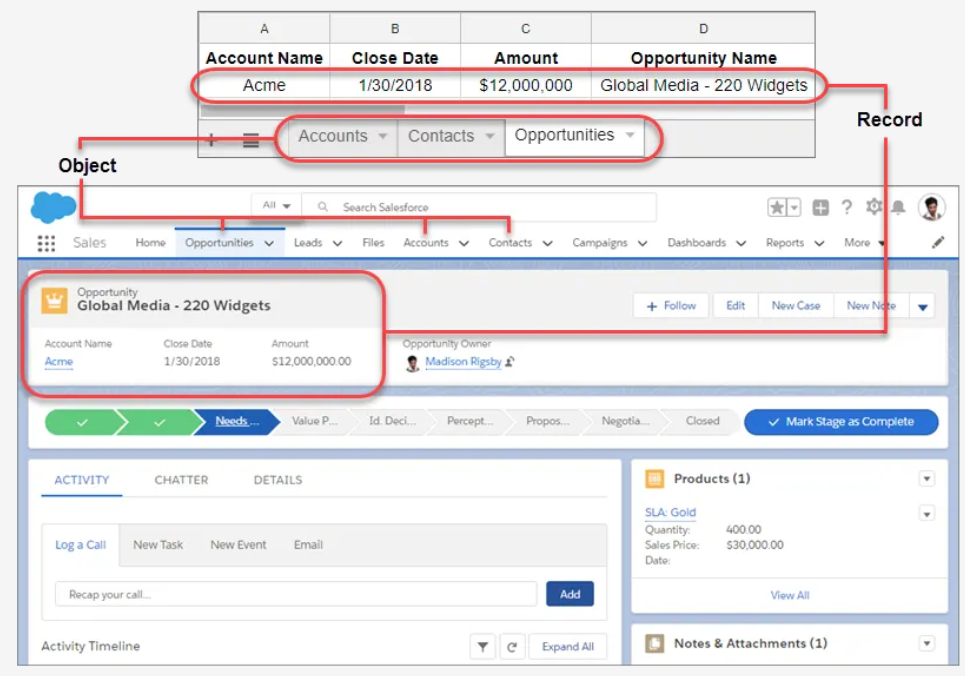 A B C D
Account Name Close Date Amount Opportunity Name
Acme 1/30/2018 $12,000,000 Global Media - 220 Widgets
Record
Accounts Contacts Opportunities
Object
All Search Salesforce
Sales Home Opportunities Leads Files Accounts Contacts Campaigns Dashboards Reports More
Opportunity
Global Media - 220 Widgets
+ Follow Edit New Case New Note
Account Name Close Date Amount Opportunity Owner
Acme 1/30/2018 $12,000,000.00 Madison Rigsby
Needs ... Value P... Id. Deci... Percept... Propos... Negotia... Closed Mark Stage as Complete
ACTIVITY CHATTER DETAILS
Log a Call New Task New Event Email
Recap your call... Add
Activity Timeline Expand All
Products (1)
SLA: Gold
Quantity: 400.00
Sales Price: $30,000.00
Date:
View All
Notes & Attachments (1)